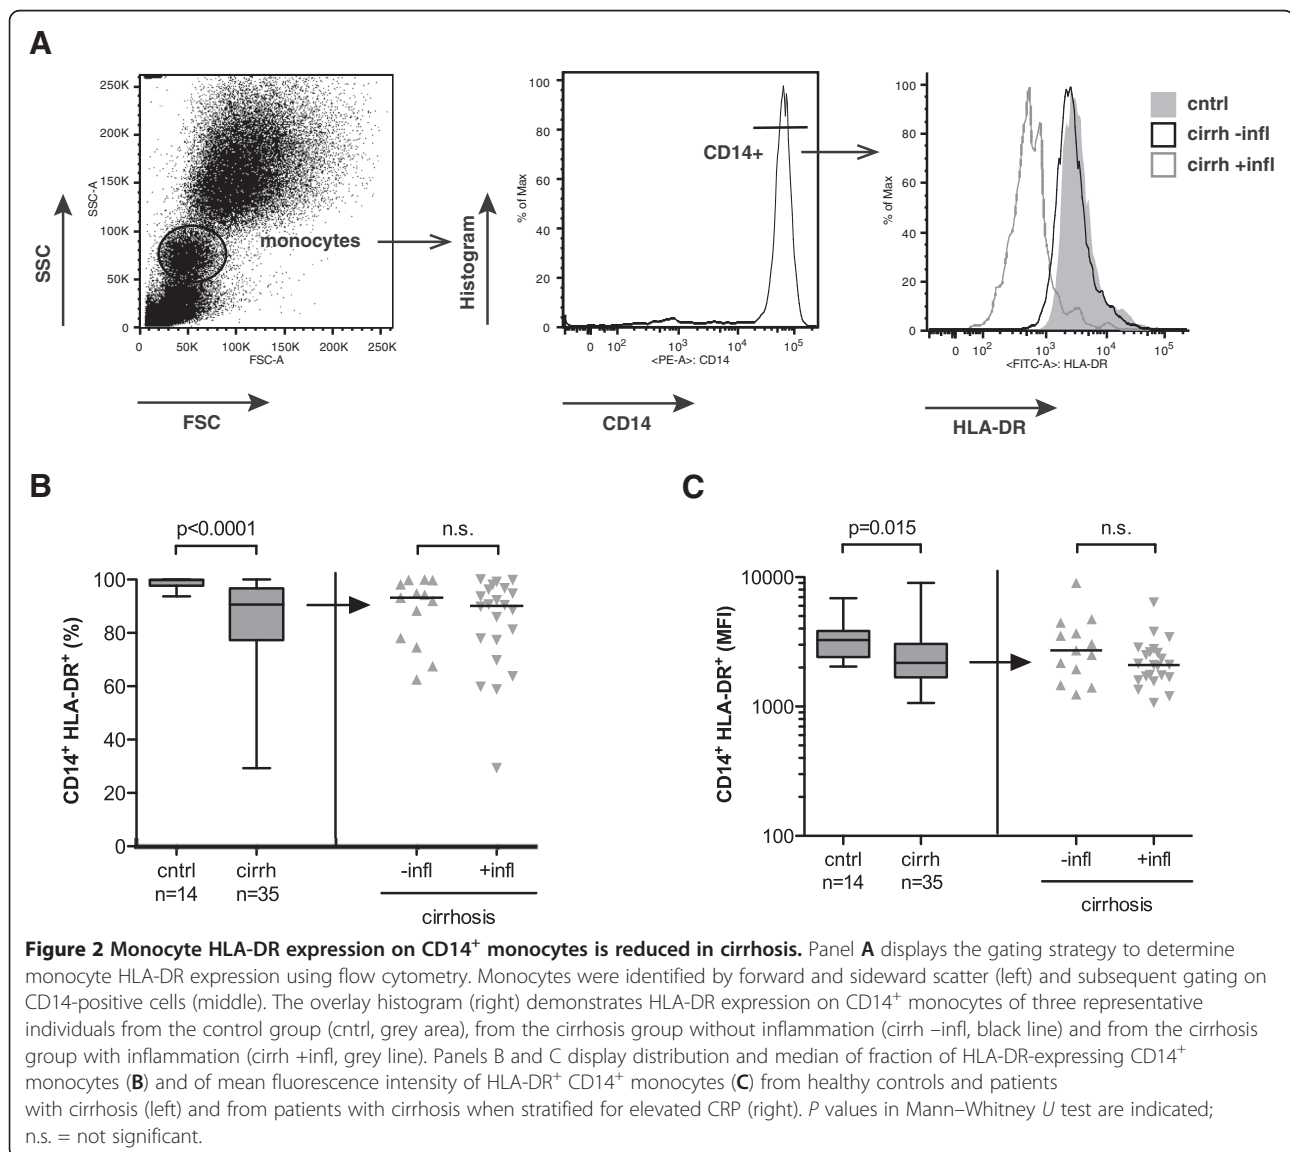 A
250K
200K
150K
100K
50K
0
SSC-A
SSC
monocytes
0 50K 100K 150K 200K 250K
FSC-A
FSC
100
80
60
40
20
0
% of Max
Histogram
CD14+
0 10² 10³ 10⁴ 10⁵
<PE-A>: CD14
CD14
100
80
60
40
20
0
% of Max
0 10² 10³ 10⁴ 10⁵
<FITC-A>: HLA-DR
HLA-DR
cntrl
cirrh -infl
cirrh +infl
B
p<0.0001
n.s.
100
80
60
40
20
0
CD14⁺ HLA-DR⁺ (%)
cntrl
n=14
cirrh
n=35
-infl
+infl
cirrhosis
C
p=0.015
n.s.
10000
1000
100
CD14⁺ HLA-DR⁺ (MFI)
cntrl
n=14
cirrh
n=35
-infl
+infl
cirrhosis
Figure 2 Monocyte HLA-DR expression on CD14⁺ monocytes is reduced in cirrhosis. Panel A displays the gating strategy to determine
monocyte HLA-DR expression using flow cytometry. Monocytes were identified by forward and sideward scatter (left) and subsequent gating on
CD14-positive cells (middle). The overlay histogram (right) demonstrates HLA-DR expression on CD14⁺ monocytes of three representative
individuals from the control group (cntrl, grey area), from the cirrhosis group without inflammation (cirrh –infl, black line) and from the cirrhosis
group with inflammation (cirrh +infl, grey line). Panels B and C display distribution and median of fraction of HLA-DR-expressing CD14⁺
monocytes (B) and of mean fluorescence intensity of HLA-DR⁺ CD14⁺ monocytes (C) from healthy controls and patients
with cirrhosis (left) and from patients with cirrhosis when stratified for elevated CRP (right). P values in Mann–Whitney U test are indicated;
n.s. = not significant.